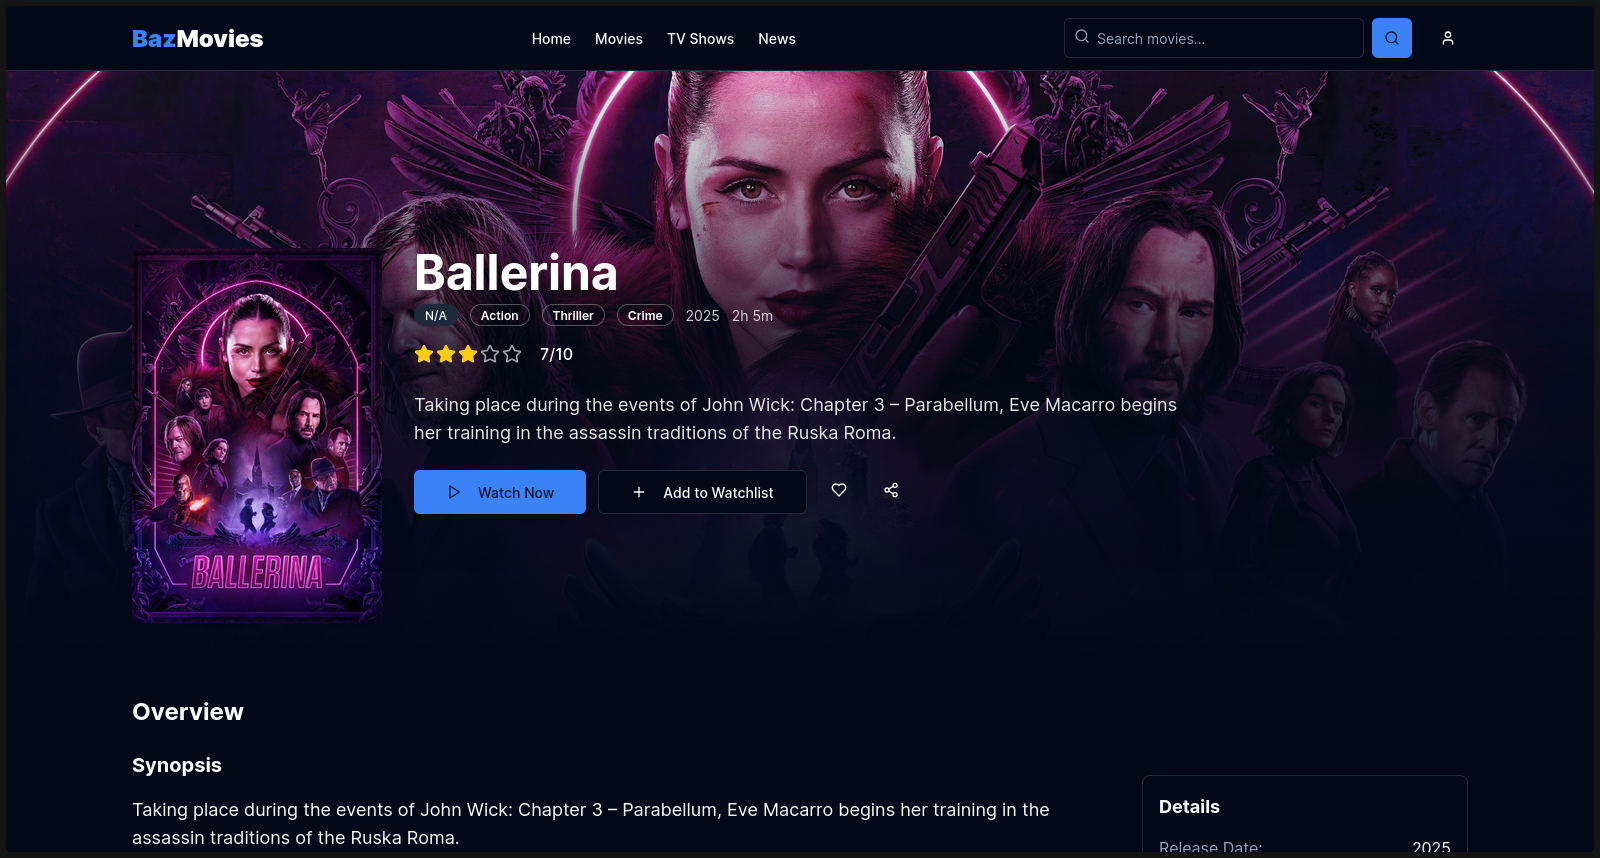 BazMovies
Home
Movies
TV Shows
News
Search movies...
Ballerina
N/A
Action
Thriller
Crime
2025
2h 5m
7/10
Taking place during the events of John Wick: Chapter 3 – Parabellum, Eve Macarro begins
her training in the assassin traditions of the Ruska Roma.
Watch Now
Add to Watchlist
BALLERINA
Overview
Synopsis
Taking place during the events of John Wick: Chapter 3 – Parabellum, Eve Macarro begins her training in the
assassin traditions of the Ruska Roma.
Details
Release Date:
2025